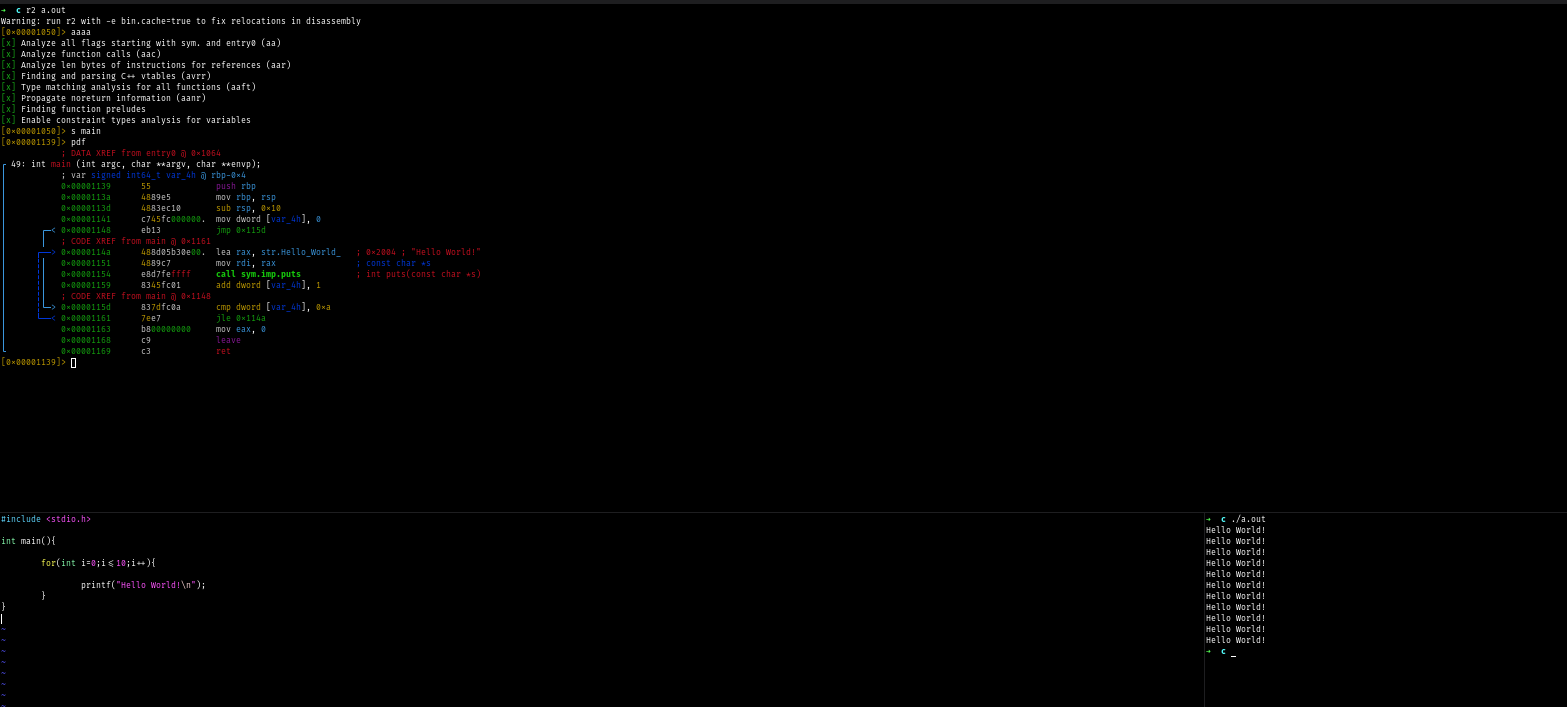 → c r2 a.out
Warning: run r2 with -e bin.cache=true to fix relocations in disassembly
[0×00001050]> aaaa
[x] Analyze all flags starting with sym. and entry0 (aa)
[x] Analyze function calls (aac)
[x] Analyze len bytes of instructions for references (aar)
[x] Finding and parsing C++ vtables (avrr)
[x] Type matching analysis for all functions (aaft)
[x] Propagate noreturn information (aanr)
[x] Finding function preludes
[x] Enable constraint types analysis for variables
[0×00001050]> s main
[0×00001139]> pdf
; DATA XREF from entry0 @ 0×1064
49: int main (int argc, char **argv, char **envp);
; var signed int64_t var_4h @ rbp-0×4
0×00001139 55 push rbp
0×0000113a 4889e5 mov rbp, rsp
0×0000113d 4883ec10 sub rsp, 0×10
0×00001141 c745fc000000. mov dword [var_4h], 0
0×00001148 eb13 jmp 0×115d
; CODE XREF from main @ 0×1161
0×0000114a 488d05b30e00. lea rax, str.Hello_World_ ; 0×2004 ; "Hello World!"
0×00001151 4889c7 mov rdi, rax ; const char *s
0×00001154 e8d7feffff call sym.imp.puts ; int puts(const char *s)
0×00001159 8345fc01 add dword [var_4h], 1
; CODE XREF from main @ 0×1148
0×0000115d 837dfc0a cmp dword [var_4h], 0×a
0×00001161 7ee7 jle 0×114a
0×00001163 b800000000 mov eax, 0
0×00001168 c9 leave
0×00001169 c3 ret
[0×00001139]>
#include <stdio.h>
int main(){
for(int i=0;i≤10;i++){
printf("Hello World!\n");
}
}
~
~
~
~
~
~
~
~
→ c ./a.out
Hello World!
Hello World!
Hello World!
Hello World!
Hello World!
Hello World!
Hello World!
Hello World!
Hello World!
Hello World!
Hello World!
→ c _